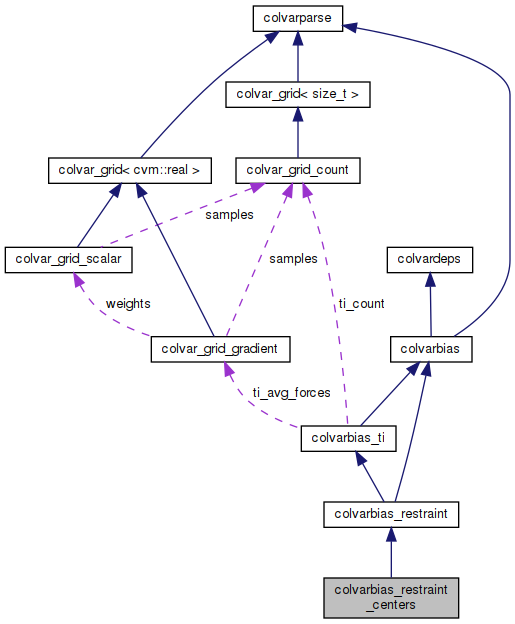 colvarparse
colvar_grid< size_t >
colvar_grid< cvm::real >
colvar_grid_count
samples
colvar_grid_scalar
samples
colvardeps
weights
ti_count
colvar_grid_gradient
colvarbias
ti_avg_forces
colvarbias_ti
colvarbias_restraint
colvarbias_restraint
_centers